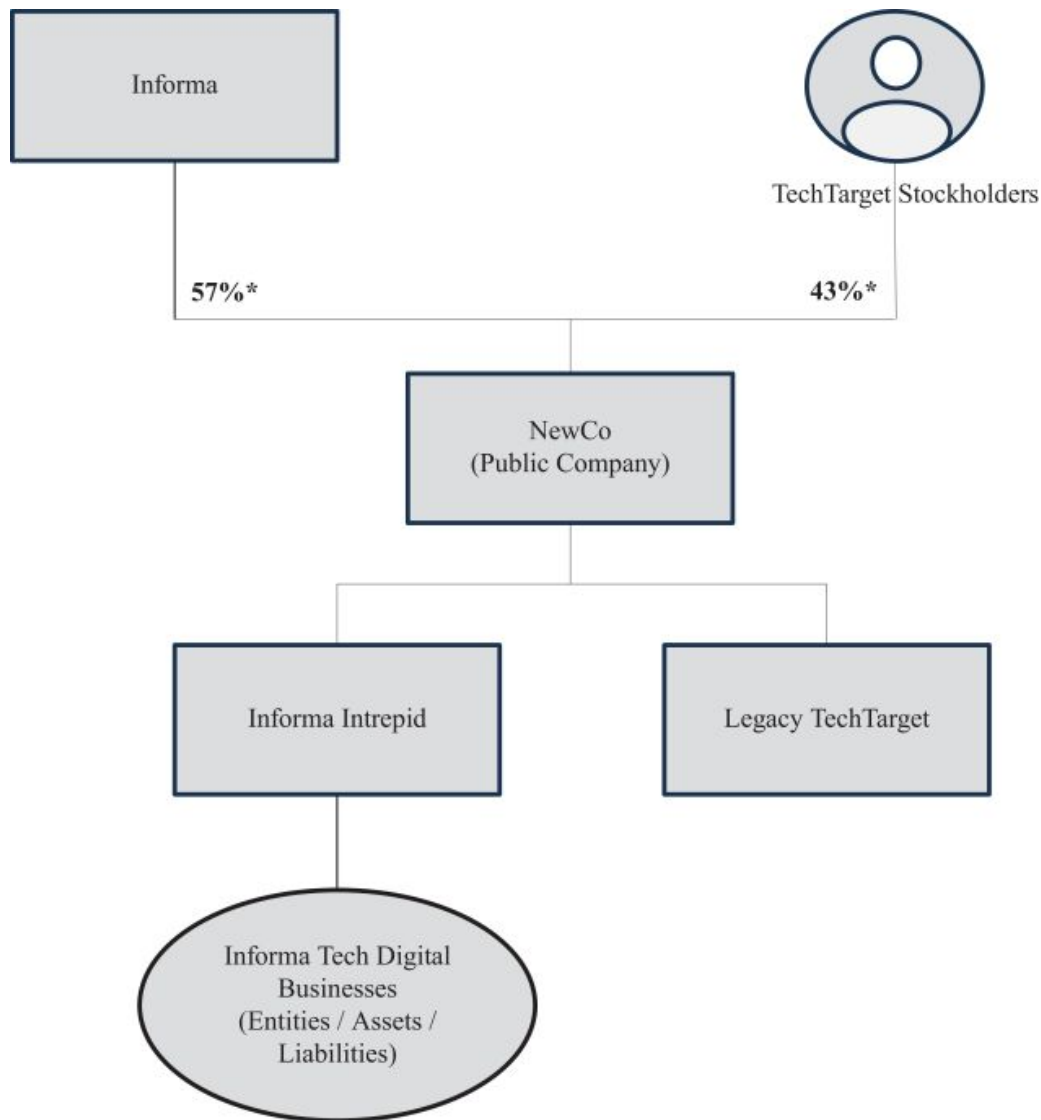 Informa
TechTarget Stockholders
57%*
43%*
NewCo
(Public Company)
Informa Intrepid
Legacy TechTarget
Informa Tech Digital
Businesses
(Entities / Assets /
Liabilities)